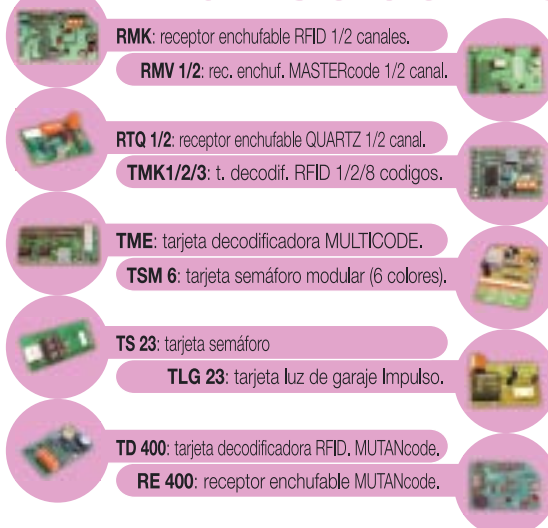 RMK: receptor enchufable RFID 1/2 canales.
RMV 1/2: rec. enchuf. MASTERcode 1/2 canal.
RTQ 1/2: receptor enchufable QUARTZ 1/2 canal.
TMK1/2/3: t. decodif. RFID 1/2/8 codigos.
TME: tarjeta decodificadora MULTICODE.
TSM 6: tarjeta semáforo modular (6 colores).
TS 23: tarjeta semáforo
TLG 23: tarjeta luz de garaje Impulso.
TD 400: tarjeta decodificadora RFID. MUTANcode.
RE 400: receptor enchufable MUTANcode.